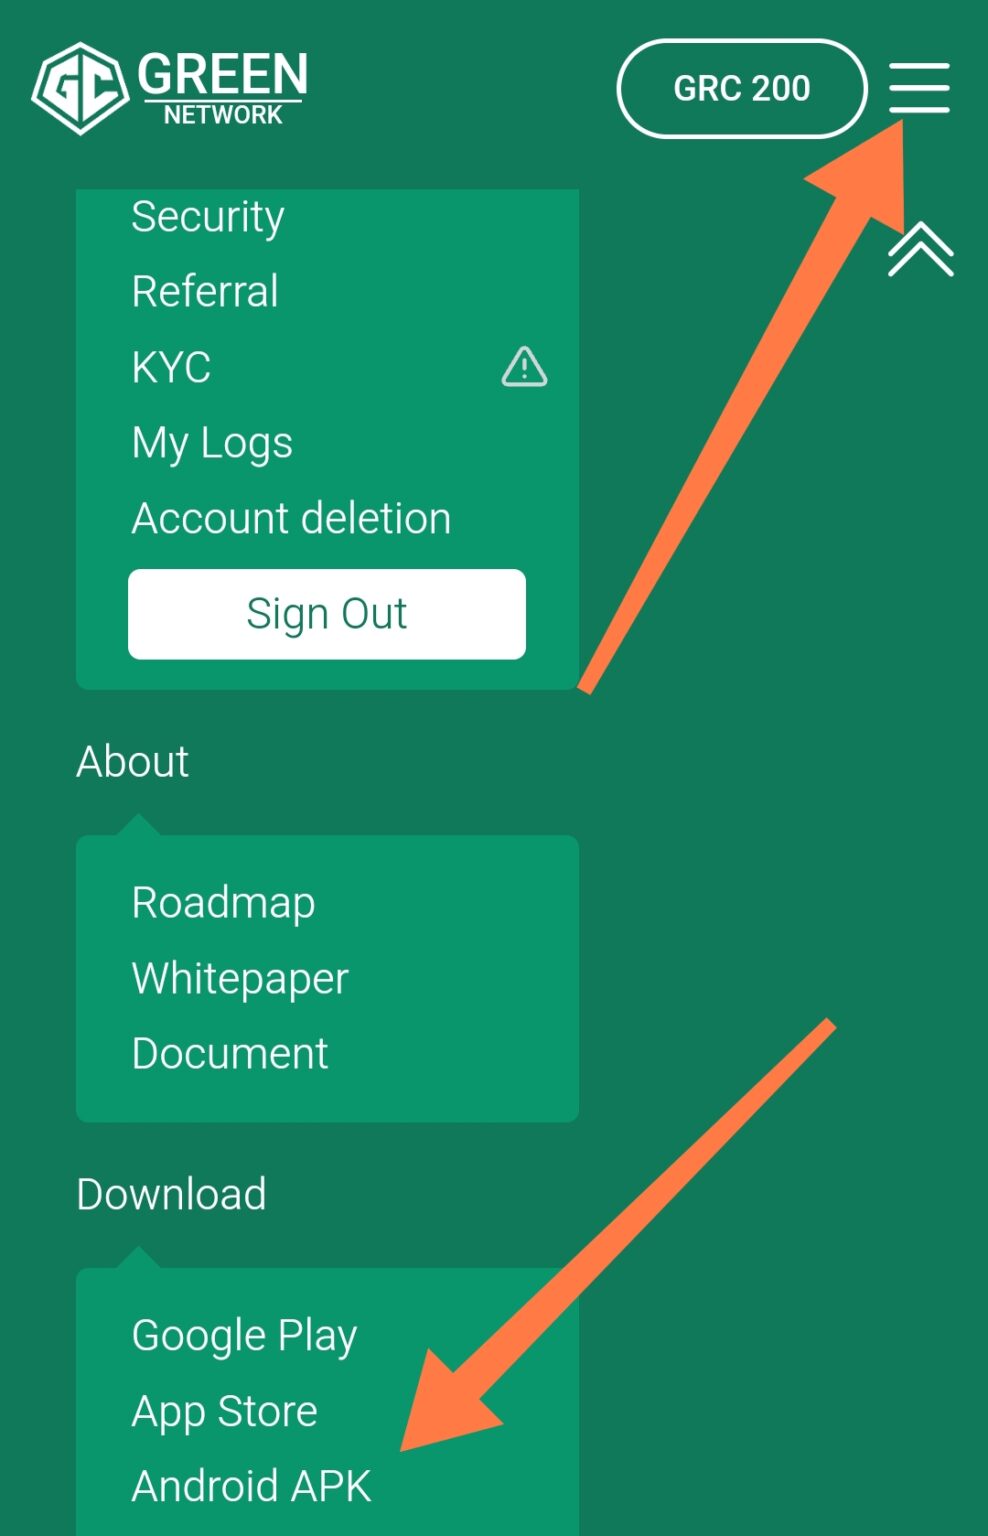 GREEN
NETWORK
GRC 200
Security
Referral
KYC
My Logs
Account deletion
Sign Out
About
Roadmap
Whitepaper
Document
Download
Google Play
App Store
Android APK